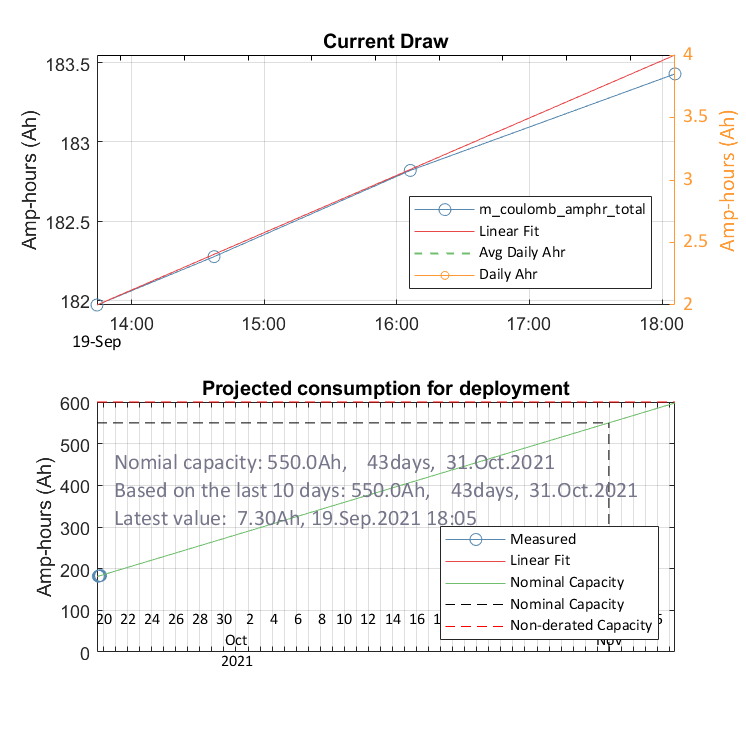 Current Draw
183.5
183
182.5
182
Amp-hours (Ah)
4
3.5
3
2.5
2
Amp-hours (Ah)
m_coulomb_amphr_total
Linear Fit
Avg Daily Ahr
Daily Ahr
14:00 15:00 16:00 17:00 18:00
19-Sep
Projected consumption for deployment
600
500
400
300
200
100
0
Amp-hours (Ah)
Nomial capacity: 550.0Ah, 43days, 31.Oct.2021
Based on the last 10 days: 550.0Ah, 43days, 31.Oct.2021
Latest value: 7.30Ah, 19.Sep.2021 18:05
Measured
Linear Fit
Nominal Capacity
Nominal Capacity
Non-derated Capacity
20 22 24 26 28 30 2 4 6 8 10 12 14 16
Oct Nov
2021